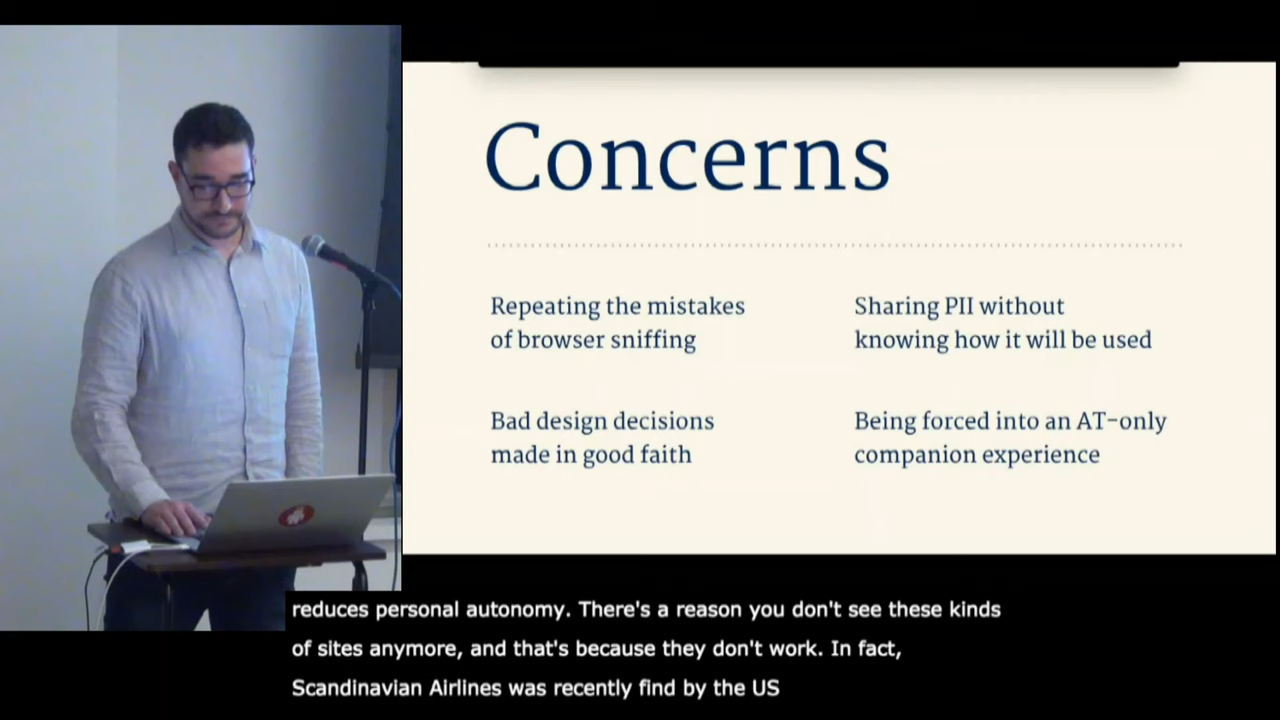 Concerns
Repeating the mistakes
of browser sniffing
Sharing PII without
knowing how it will be used
Bad design decisions
made in good faith
Being forced into an AT-only
companion experience
reduces personal autonomy. There's a reason you don't see these kinds
of sites anymore, and that's because they don't work. In fact,
Scandinavian Airlines was recently find by the US